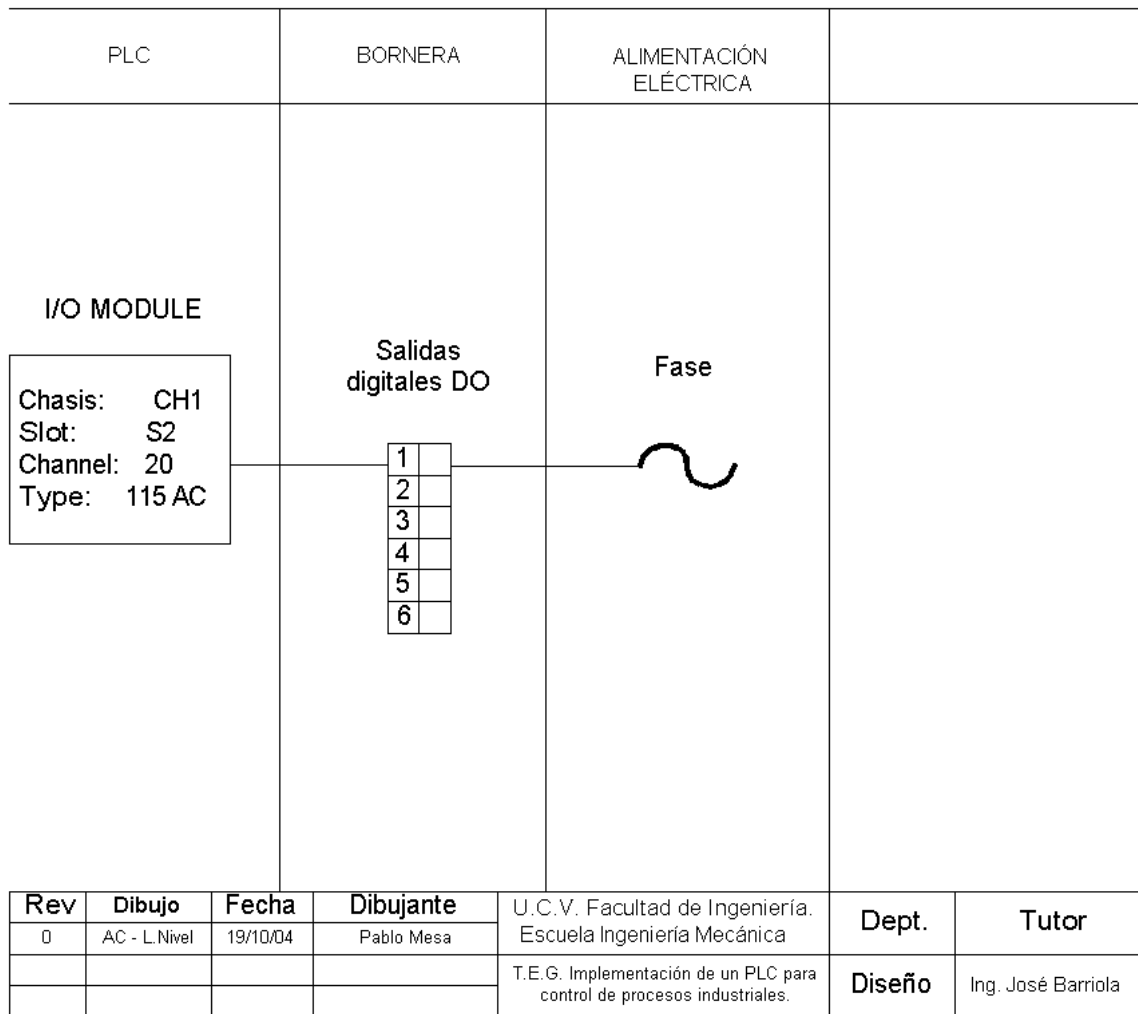 PLC
BORNERA
ALIMENTACIÓN
ELÉCTRICA
I/O MODULE
Chasis: CH1
Slot: S2
Channel: 20
Type: 115 AC
Salidas
digitales DO
1
2
3
4
5
6
Fase
Rev Dibujo Fecha Dibujante
0 AC - L.Nivel 19/10/04 Pablo Mesa
U.C.V. Facultad de Ingeniería.
Escuela Ingeniería Mecánica
T.E.G. Implementación de un PLC para
control de procesos industriales.
Dept. Tutor
Diseño Ing. José Barriola